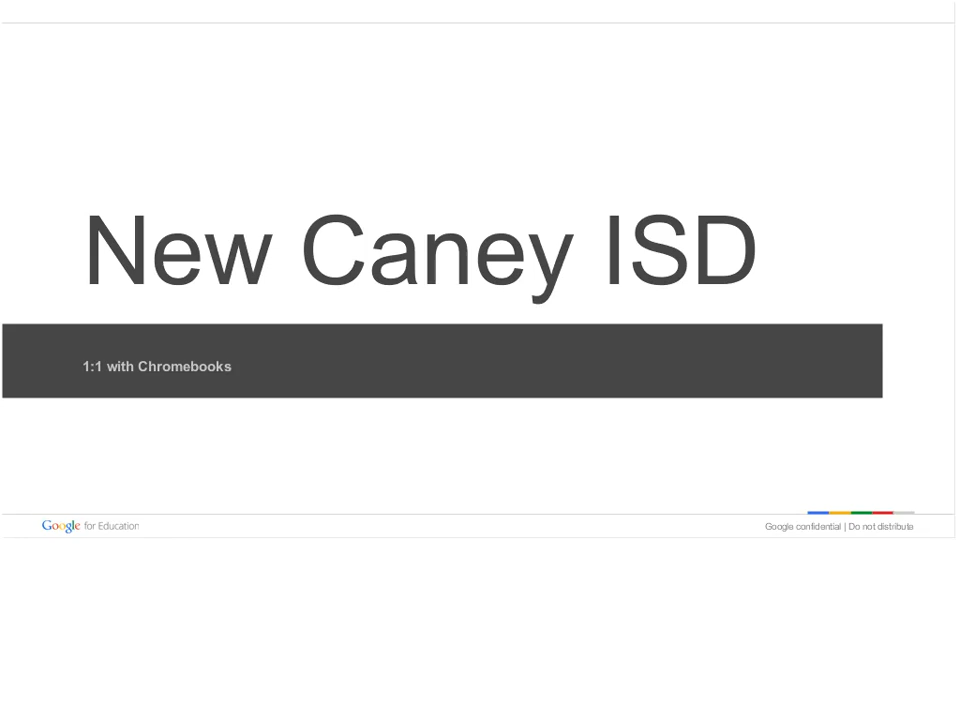 New Caney ISD
1:1 with Chromebooks
Google for Education
Google confidential | Do not distribute